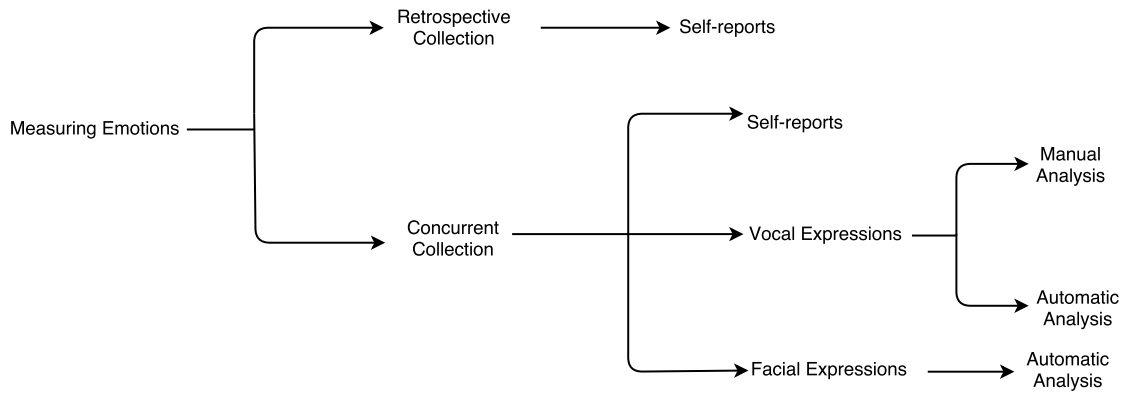 Retrospective
Collection
Self-reports
Measuring Emotions
Self-reports
Manual
Analysis
Concurrent
Collection
Vocal Expressions
Automatic
Analysis
Facial Expressions
Automatic
Analysis